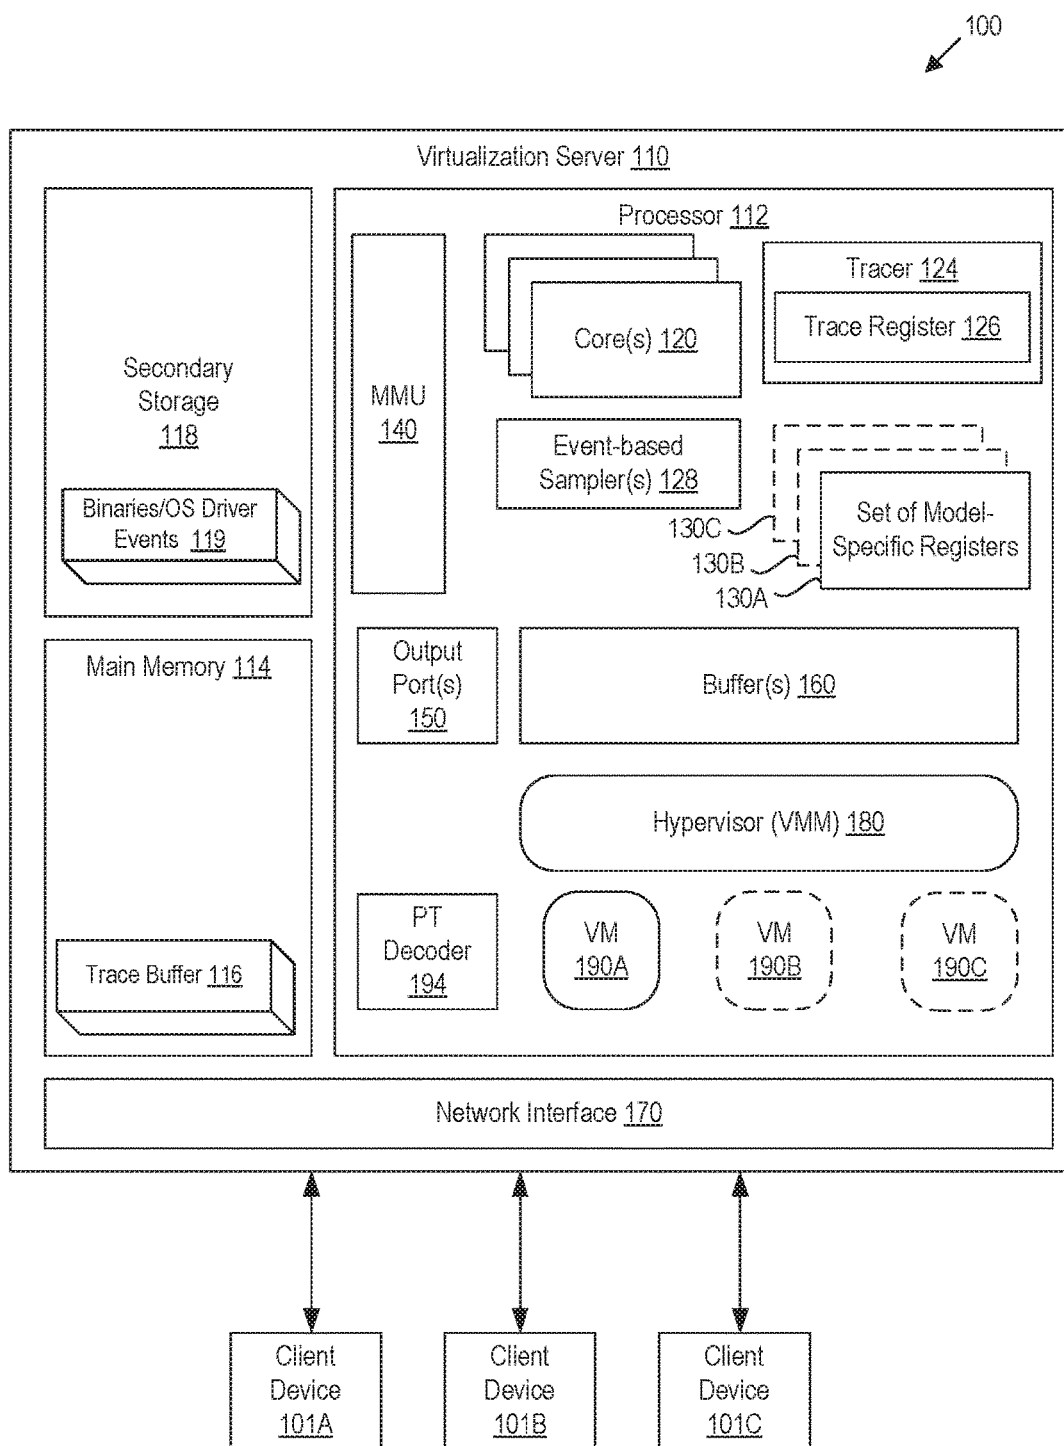 100
Virtualization Server 110
Secondary
Storage
118
Binaries/OS Driver
Events 119
Main Memory 114
Trace Buffer 116
Processor 112
MMU
140
Core(s) 120
Tracer 124
Trace Register 126
Event-based
Sampler(s) 128
130C
130B
130A
Set of Model-
Specific Registers
Output
Port(s)
150
Buffer(s) 160
Hypervisor (VMM) 180
PT
Decoder
194
VM
190A
VM
190B
VM
190C
Network Interface 170
Client
Device
101A
Client
Device
101B
Client
Device
101C